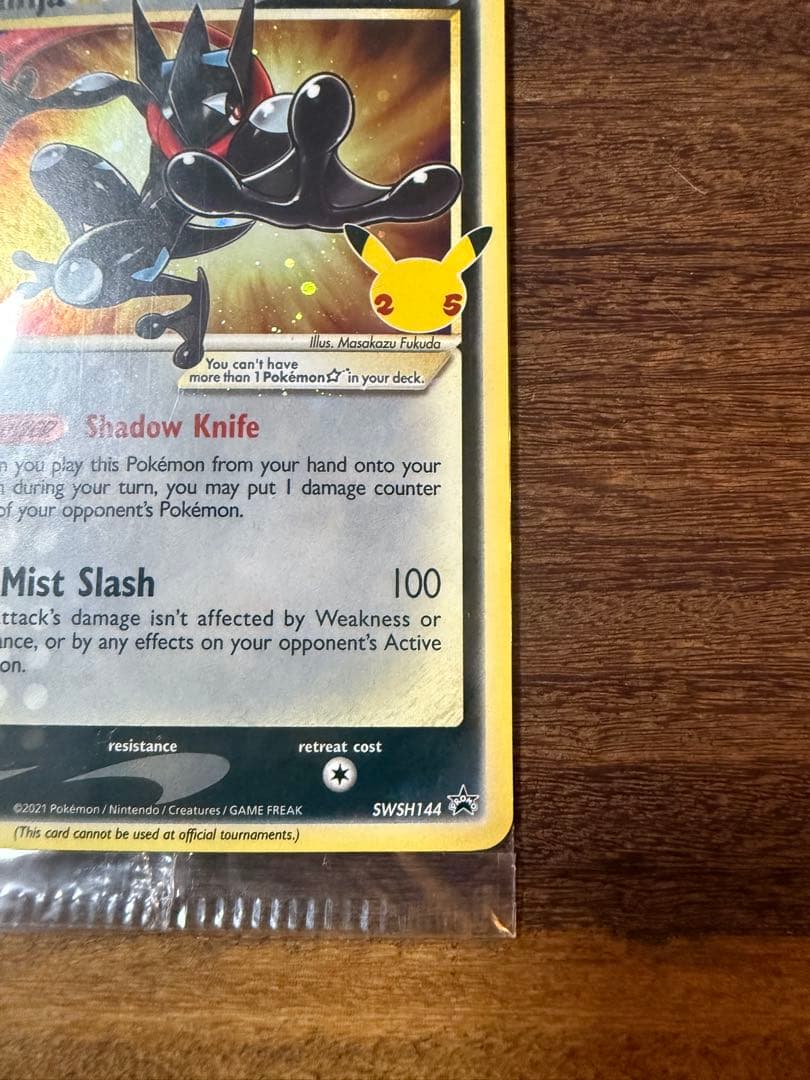 25
Illus. Masakazu Fukuda
You can't have
more than 1 Pokémon☆ in your deck.
Shadow Knife
you play this Pokémon from your hand onto your
during your turn, you may put 1 damage counter
of your opponent's Pokémon.
Mist Slash 100
ttack's damage isn't affected by Weakness or
ance, or by any effects on your opponent's Active
on.
resistance retreat cost
©2021 Pokémon / Nintendo / Creatures / GAME FREAK SWSH144 PROMO
(This card cannot be used at official tournaments.)